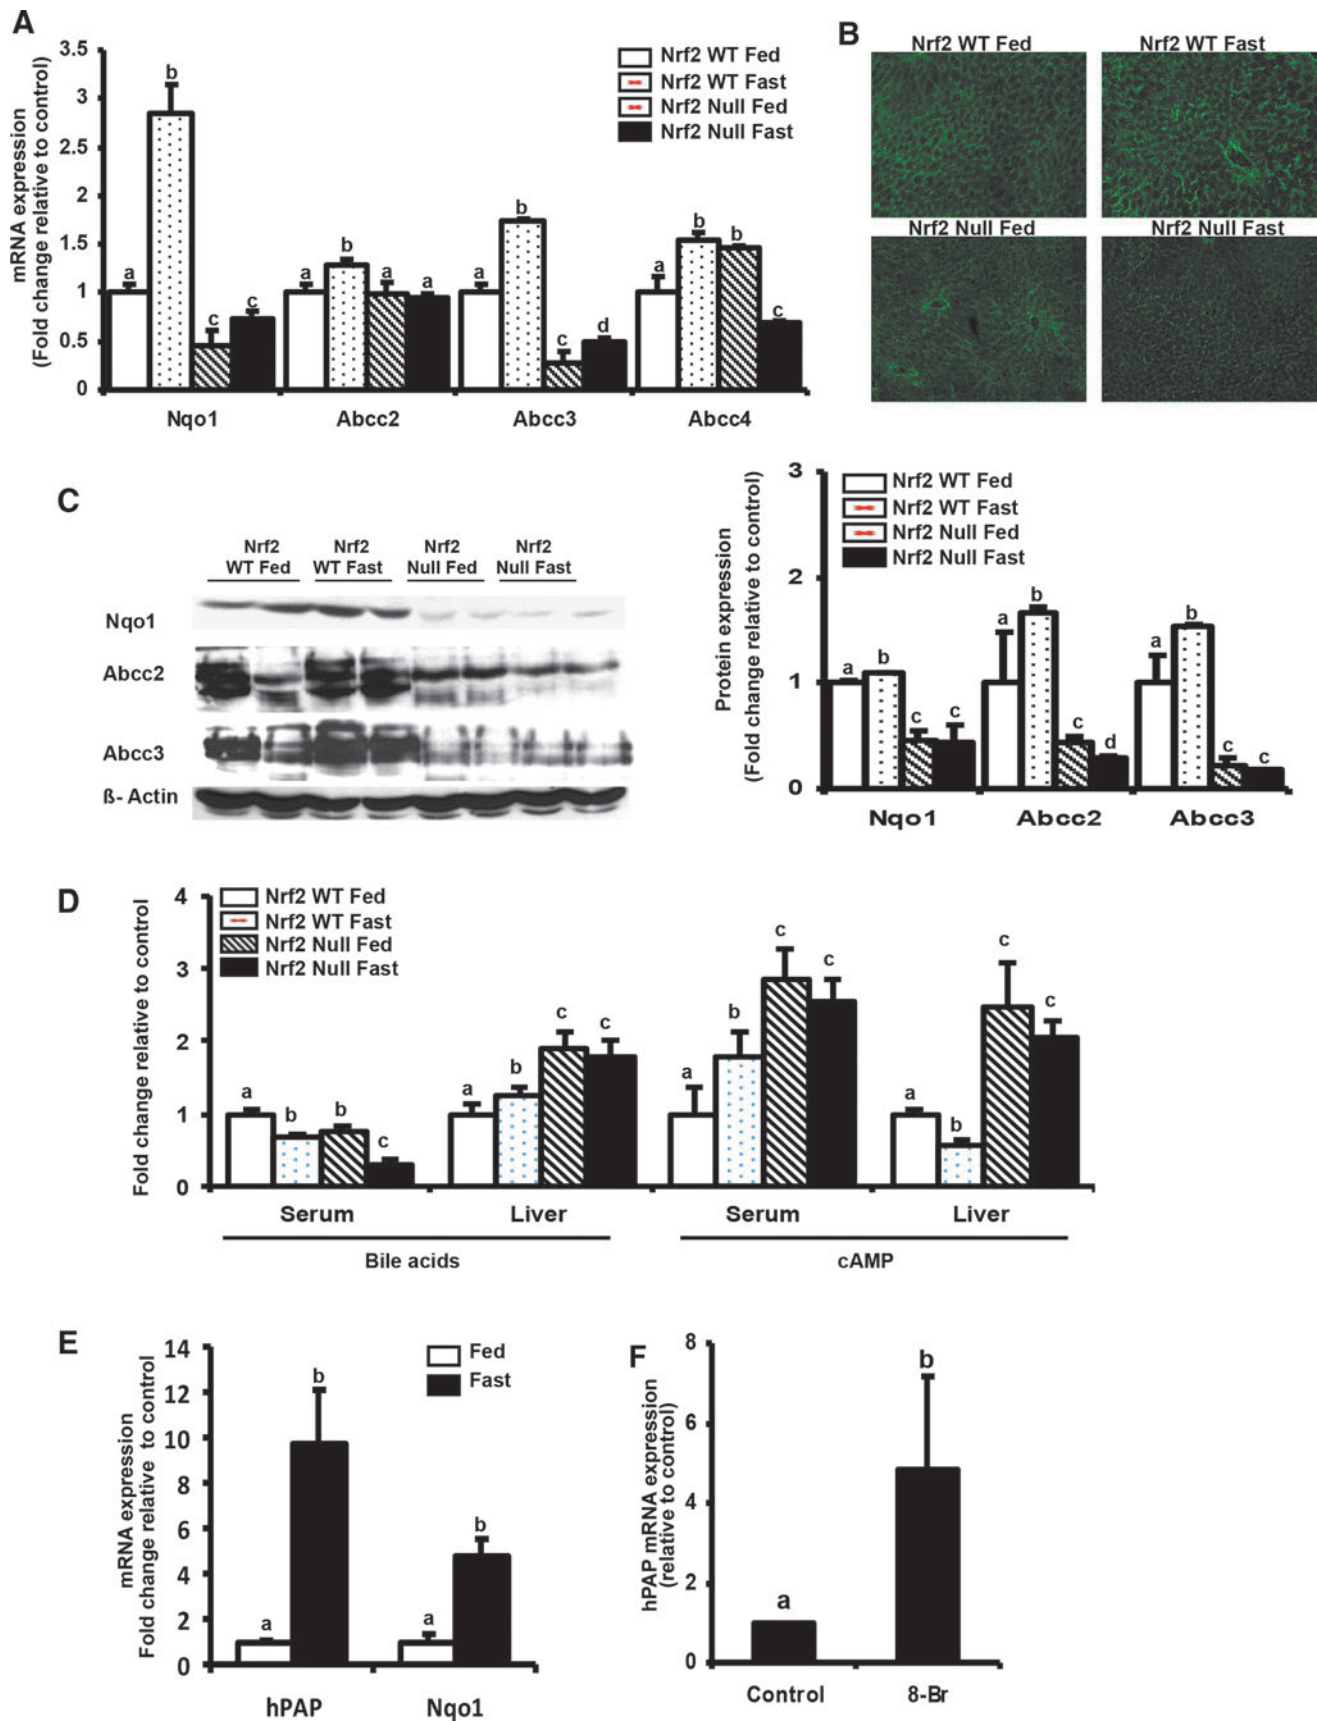 A
mRNA expression
(Fold change relative to control)
3.5
3
2.5
2
1.5
1
0.5
0
a
b
c
c
a
b
a
a
a
b
c
d
a
b
b
c
Nqo1
Abcc2
Abcc3
Abcc4
Nrf2 WT Fed
Nrf2 WT Fast
Nrf2 Null Fed
Nrf2 Null Fast
B
Nrf2 WT Fed
Nrf2 WT Fast
Nrf2 Null Fed
Nrf2 Null Fast
C
Nrf2 WT Fed
Nrf2 WT Fast
Nrf2 Null Fed
Nrf2 Null Fast
Nqo1
Abcc2
Abcc3
ß- Actin
Protein expression
(Fold change relative to control)
3
2
1
0
Nrf2 WT Fed
Nrf2 WT Fast
Nrf2 Null Fed
Nrf2 Null Fast
a
b
c
c
a
b
c
d
a
b
c
c
Nqo1
Abcc2
Abcc3
D
Fold change relative to control
4
3
2
1
0
Nrf2 WT Fed
Nrf2 WT Fast
Nrf2 Null Fed
Nrf2 Null Fast
a
b
b
c
a
b
c
c
a
b
c
c
a
b
c
c
Serum
Liver
Serum
Liver
Bile acids
cAMP
E
mRNA expression
Fold change relative to control
14
12
10
8
6
4
2
0
Fed
Fast
a
b
a
b
hPAP
Nqo1
F
hPAP mRNA expression
(relative to control)
8
6
4
2
0
a
b
Control
8-Br